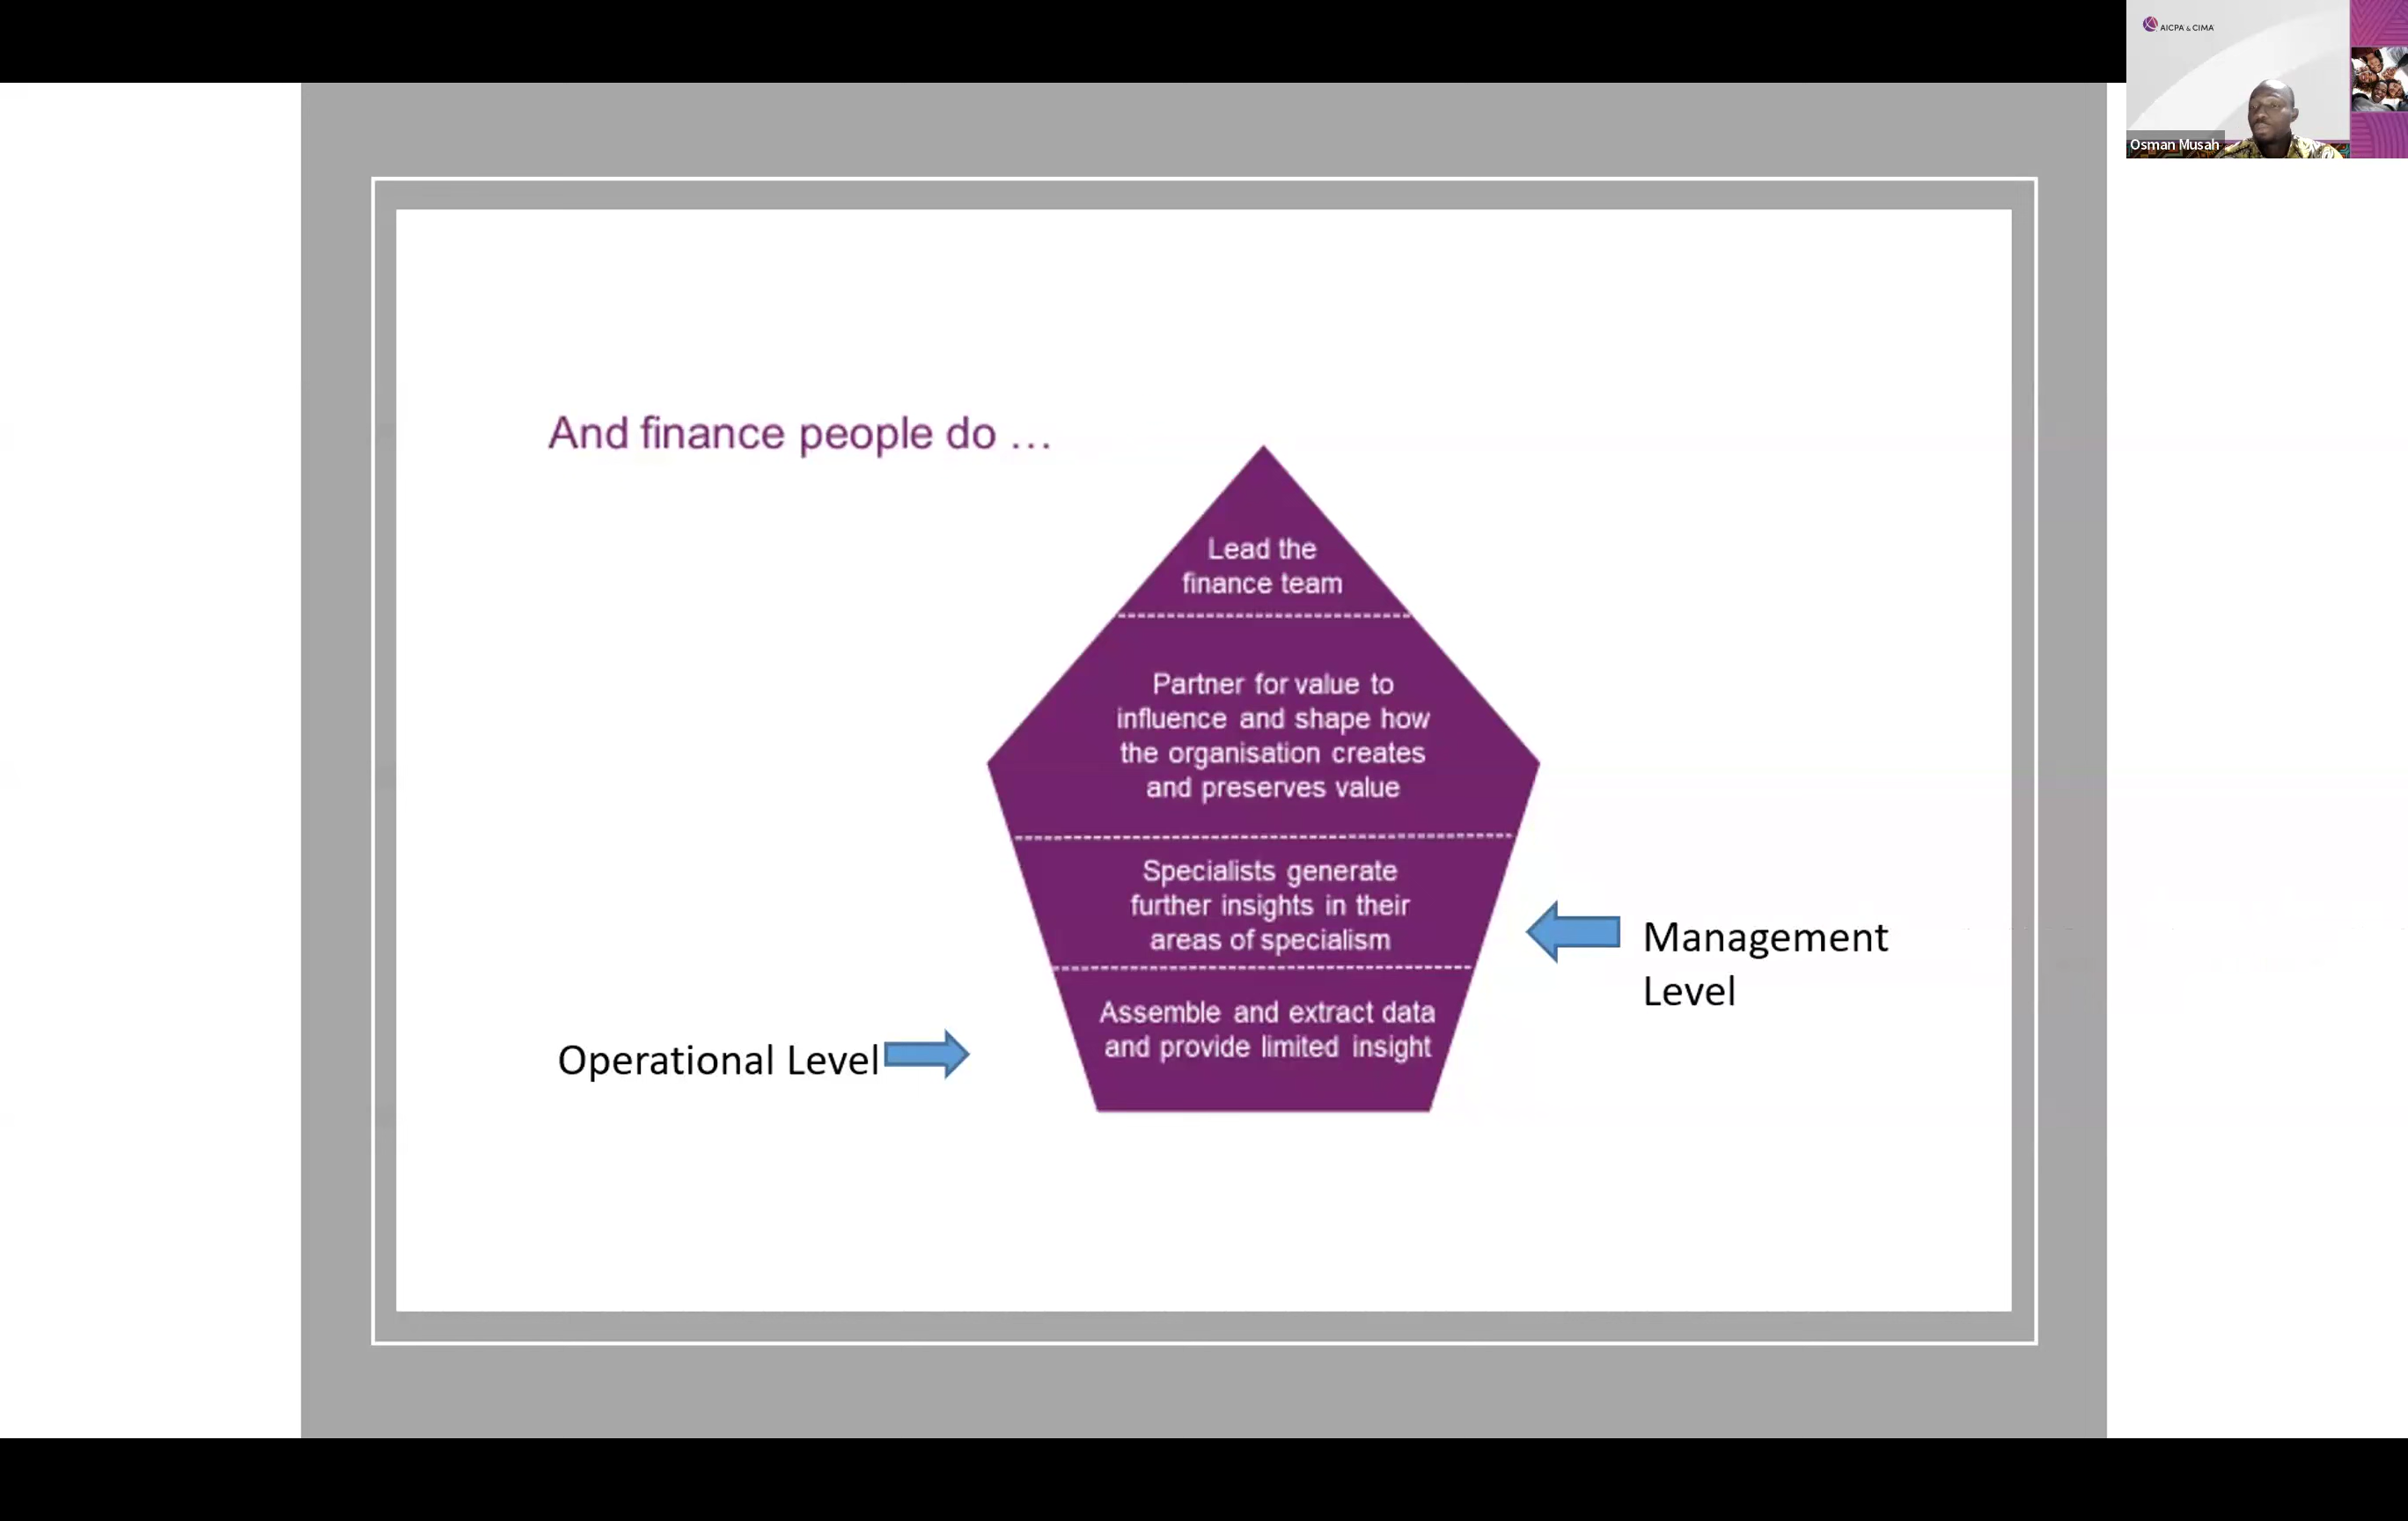 AICPA & CIMA
Osman Musah
And finance people do …
Lead the
finance team
Partner for value to
influence and shape how
the organisation creates
and preserves value
Specialists generate
further insights in their
areas of specialism
Management
Level
Assemble and extract data
and provide limited insight
Operational Level